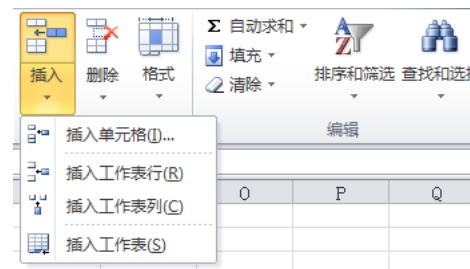 插入 删除 格式 Σ 自动求和
填充
清除
排序和筛选 查找和选择
编辑
插入单元格(I)...
插入工作表行(R)
插入工作表列(C)
插入工作表(S)
O P Q